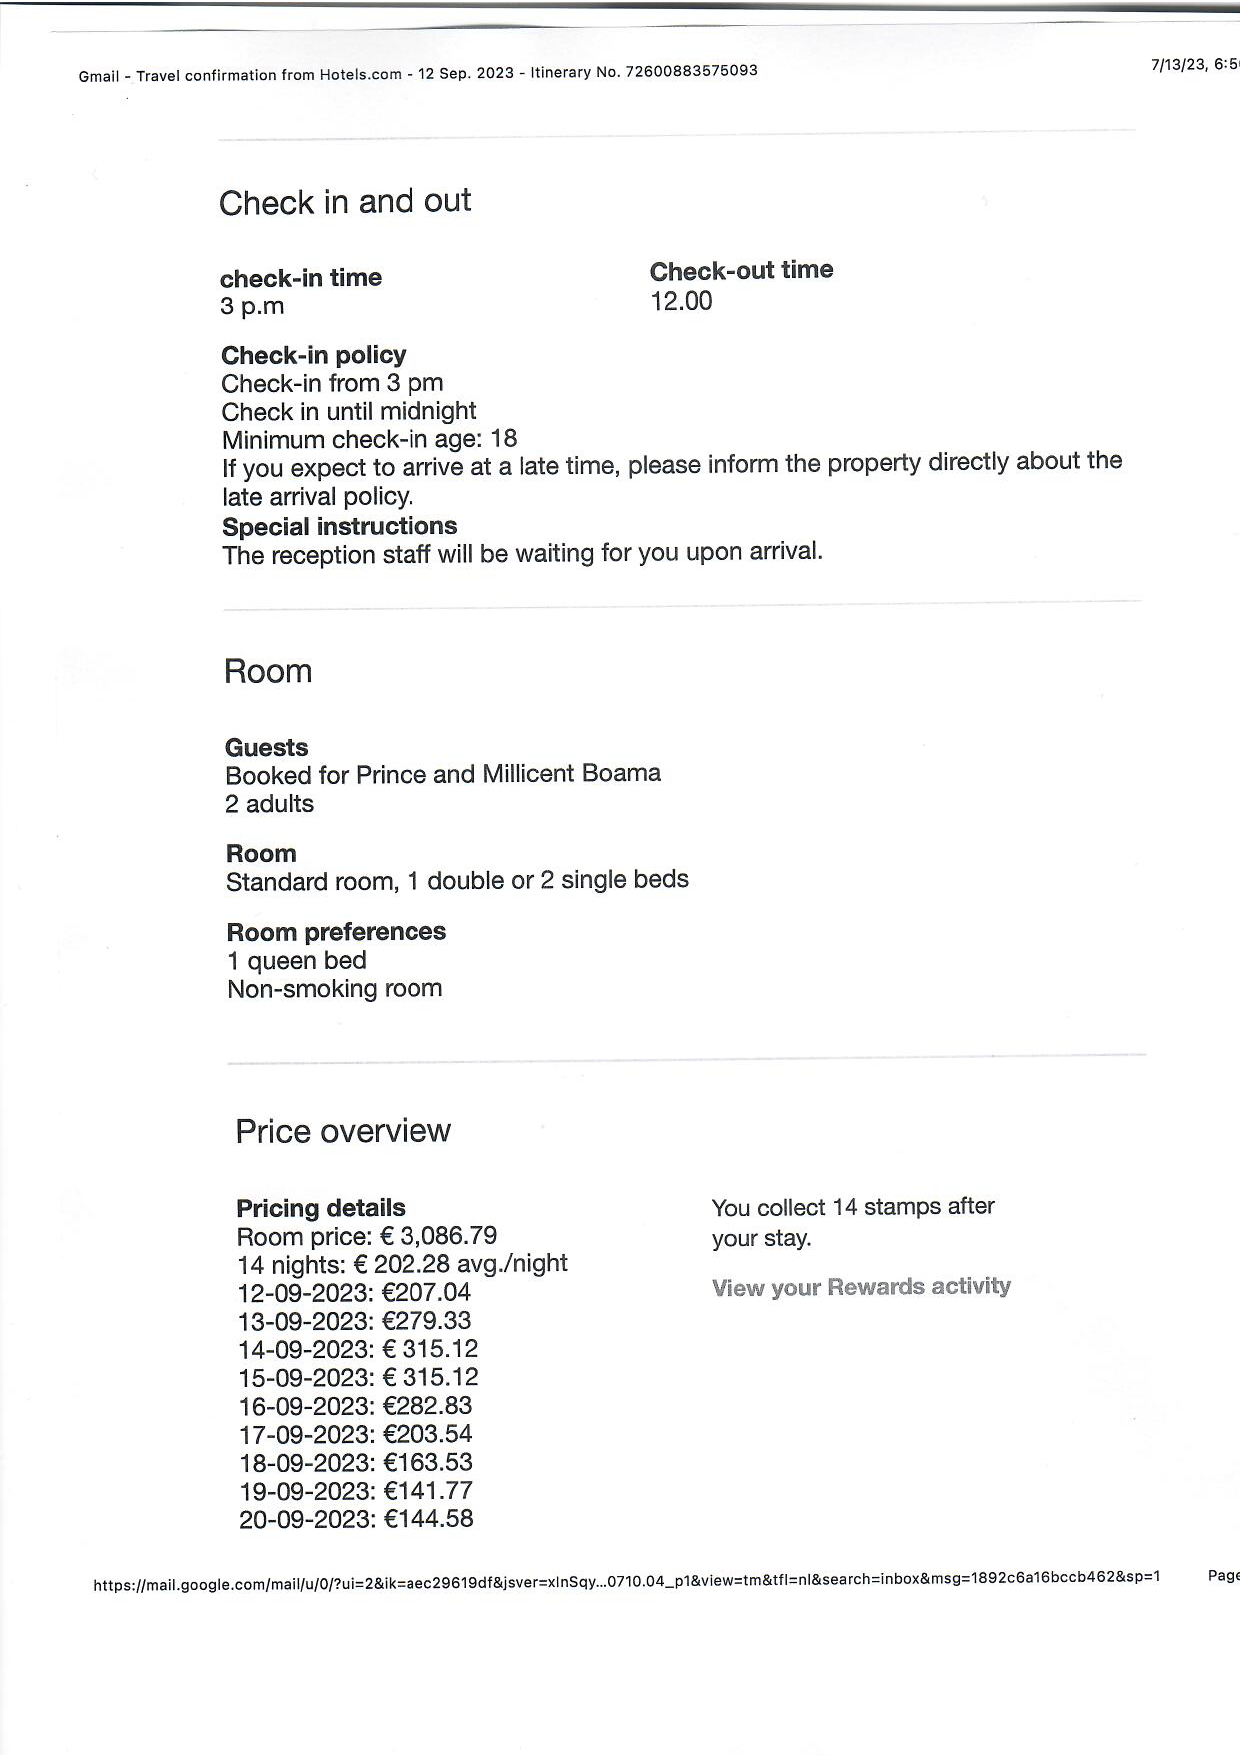 Gmail - Travel confirmation from Hotels.com - 12 Sep. 2023 - Itinerary No. 72600883575093
7/13/23, 6:5
Check in and out
check-in time
3 p.m
Check-out time
12.00
Check-in policy
Check-in from 3 pm
Check in until midnight
Minimum check-in age: 18
If you expect to arrive at a late time, please inform the property directly about the
late arrival policy.
Special instructions
The reception staff will be waiting for you upon arrival.
Room
Guests
Booked for Prince and Millicent Boama
2 adults
Room
Standard room, 1 double or 2 single beds
Room preferences
1 queen bed
Non-smoking room
Price overview
Pricing details
Room price: € 3,086.79
14 nights: € 202.28 avg./night
12-09-2023: €207.04
13-09-2023: €279.33
14-09-2023: € 315.12
15-09-2023: € 315.12
16-09-2023: €282.83
17-09-2023: €203.54
18-09-2023: €163.53
19-09-2023: €141.77
20-09-2023: €144.58
You collect 14 stamps after
your stay.
View your Rewards activity
https://mail.google.com/mail/u/0/?ui=2&ik=aec29619df&jsver=xlnSqy...0710.04_p1&view=tm&tfl=nl&search=inbox&msg=1892c6a16bccb462&sp=1
Page